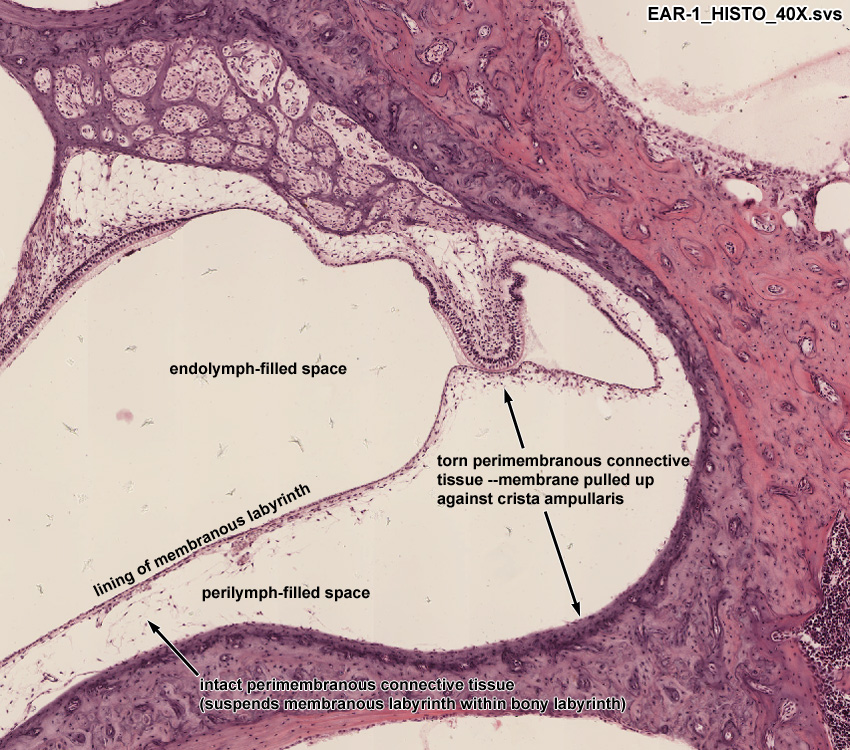 EAR-1_HISTO_40X.svs
endolymph-filled space
torn perimembranous connective
tissue --membrane pulled up
against crista ampullaris
lining of membranous labyrinth
perilymph-filled space
intact perimembranous connective tissue
(suspends membranous labyrinth within bony labyrinth)